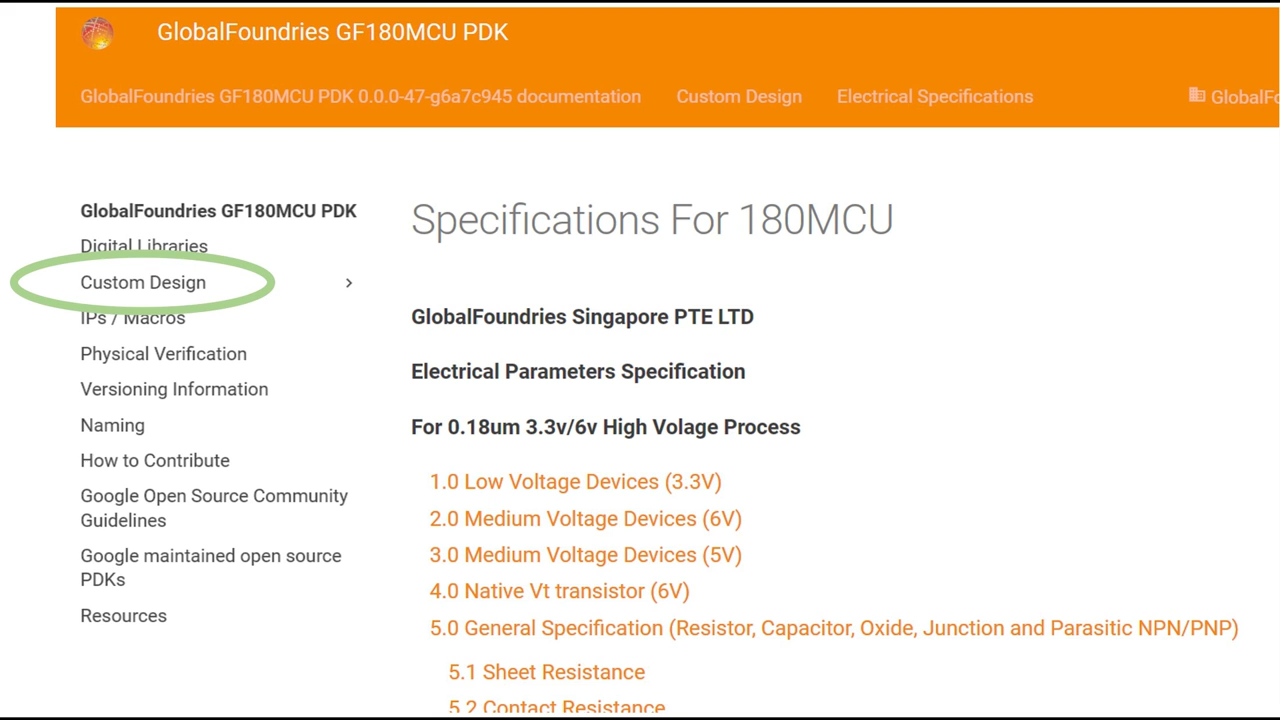 GlobalFoundries GF180MCU PDK
GlobalFoundries GF180MCU PDK 0.0.0-47-g6a7c945 documentation Custom Design Electrical Specifications GlobalFo
GlobalFoundries GF180MCU PDK
Digital Libraries
Custom Design
IPs / Macros
Physical Verification
Versioning Information
Naming
How to Contribute
Google Open Source Community
Guidelines
Google maintained open source
PDKs
Resources
Specifications For 180MCU
GlobalFoundries Singapore PTE LTD
Electrical Parameters Specification
For 0.18um 3.3v/6v High Volage Process
1.0 Low Voltage Devices (3.3V)
2.0 Medium Voltage Devices (6V)
3.0 Medium Voltage Devices (5V)
4.0 Native Vt transistor (6V)
5.0 General Specification (Resistor, Capacitor, Oxide, Junction and Parasitic NPN/PNP)
5.1 Sheet Resistance
5.2 Contact Resistance